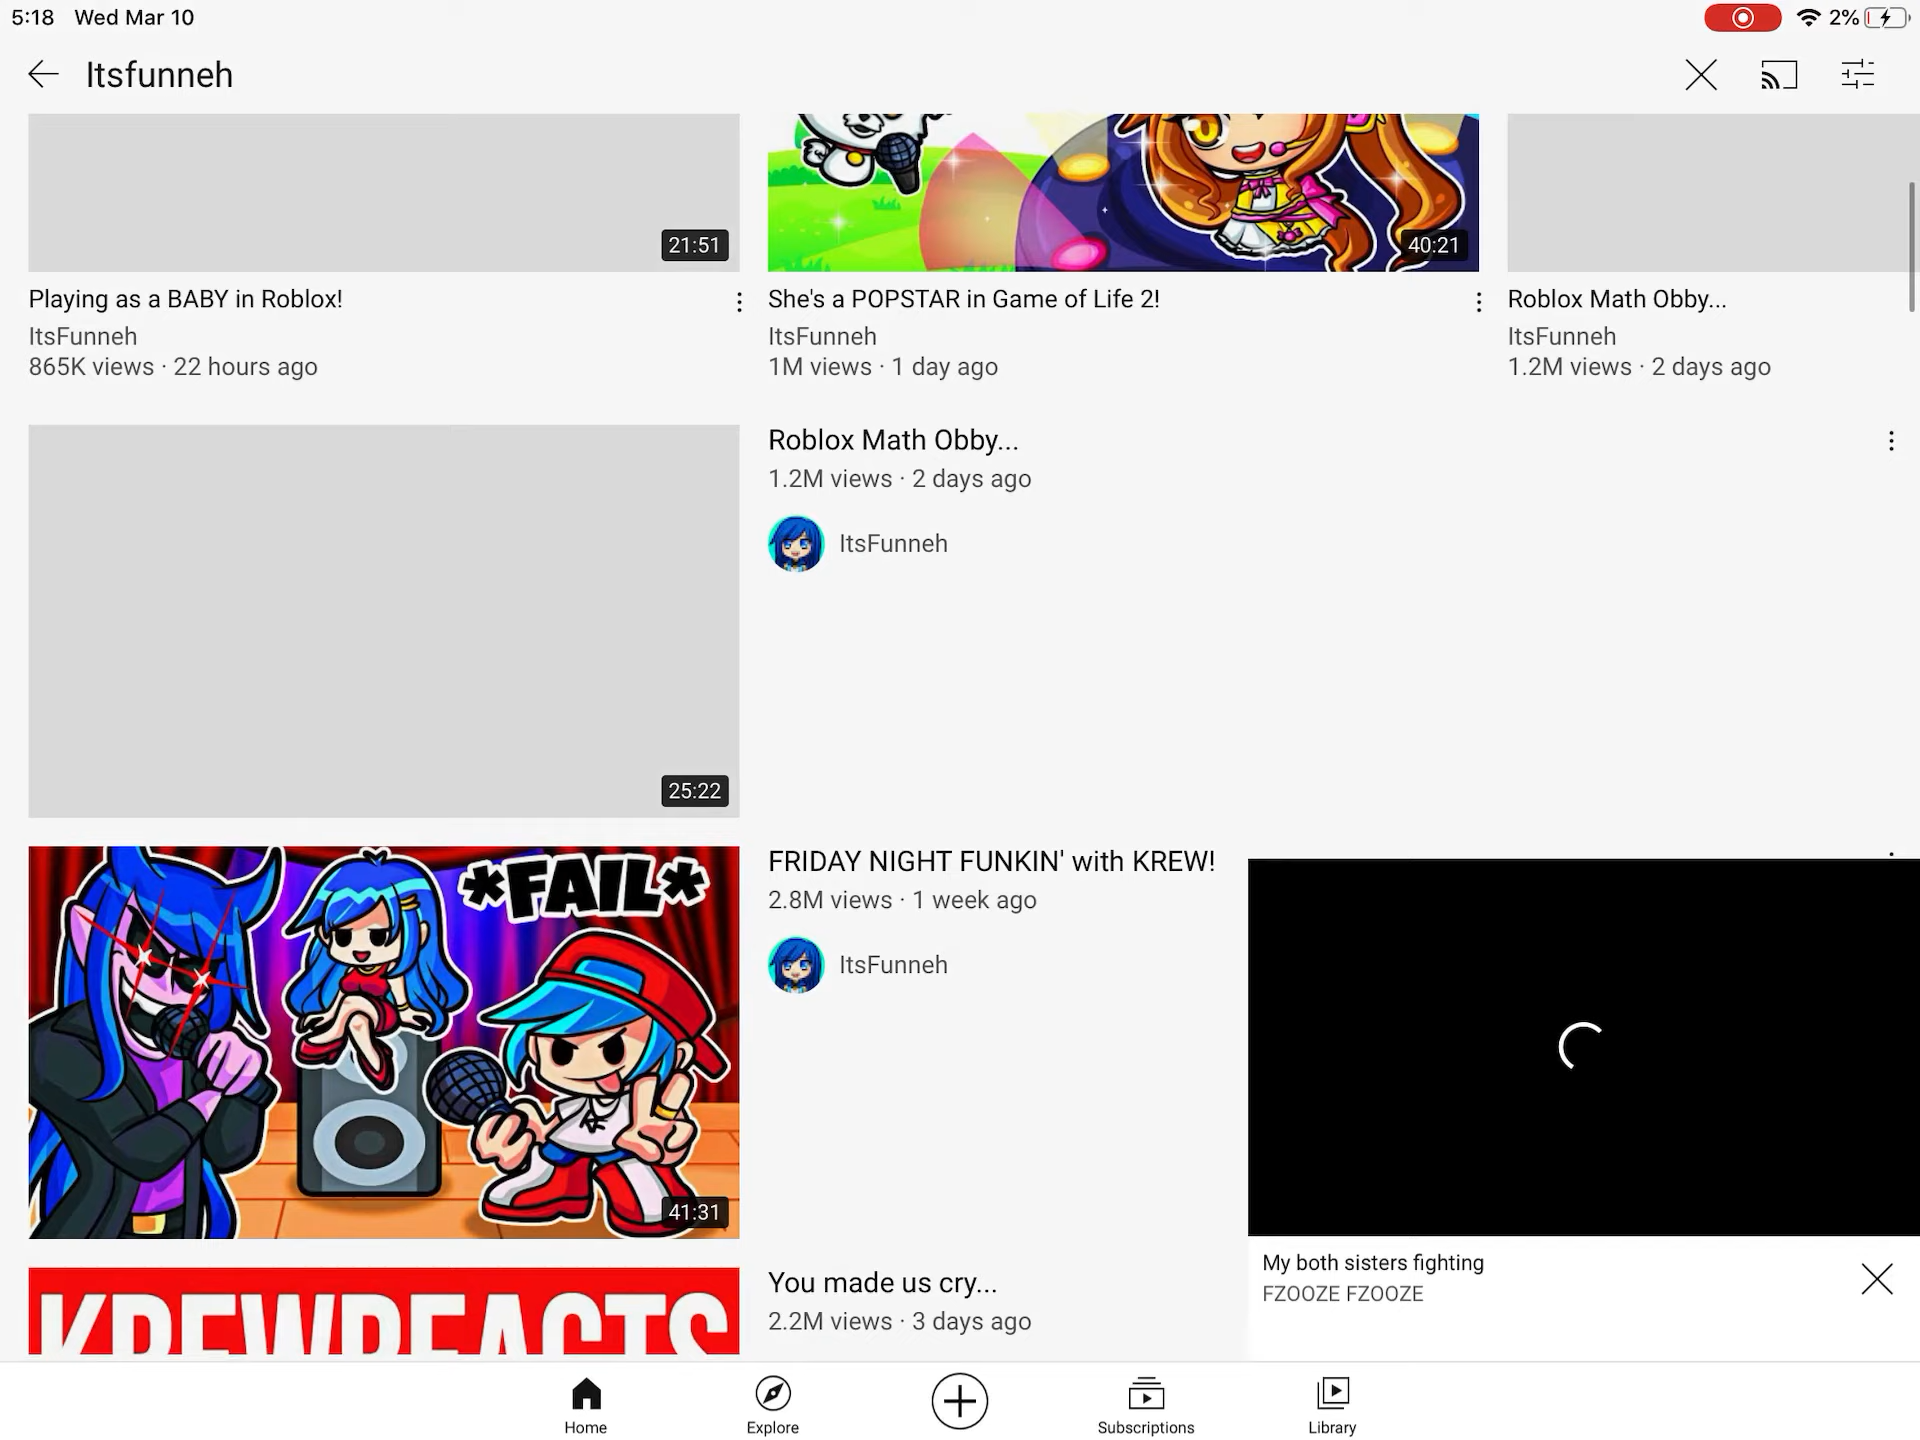 5:18 Wed Mar 10
2%
Itsfunneh
21:51
40:21
Playing as a BABY in Roblox!
ItsFunneh
865K views · 22 hours ago
She's a POPSTAR in Game of Life 2!
ItsFunneh
1M views · 1 day ago
Roblox Math Obby...
ItsFunneh
1.2M views · 2 days ago
25:22
Roblox Math Obby...
1.2M views · 2 days ago
ItsFunneh
*FAIL*
41:31
FRIDAY NIGHT FUNKIN' with KREW!
2.8M views · 1 week ago
ItsFunneh
My both sisters fighting
FZOOZE FZOOZE
KREWREACTS
You made us cry...
2.2M views · 3 days ago
Home
Explore
Subscriptions
Library